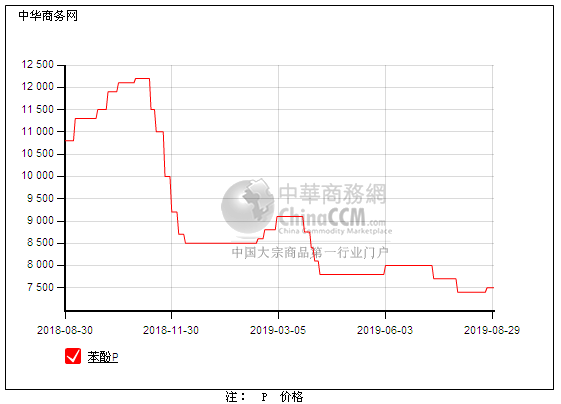 中华商务网
12 500
12 000
11 500
11 000
10 500
10 000
9 500
9 000
8 500
8 000
7 500
中華商務網
ChinaCCM.com
China Commodity Marketplace
中国大宗商品第一行业门户
2018-08-30 2018-11-30 2019-03-05 2019-06-03 2019-08-29
苯酚P
注： P 价格